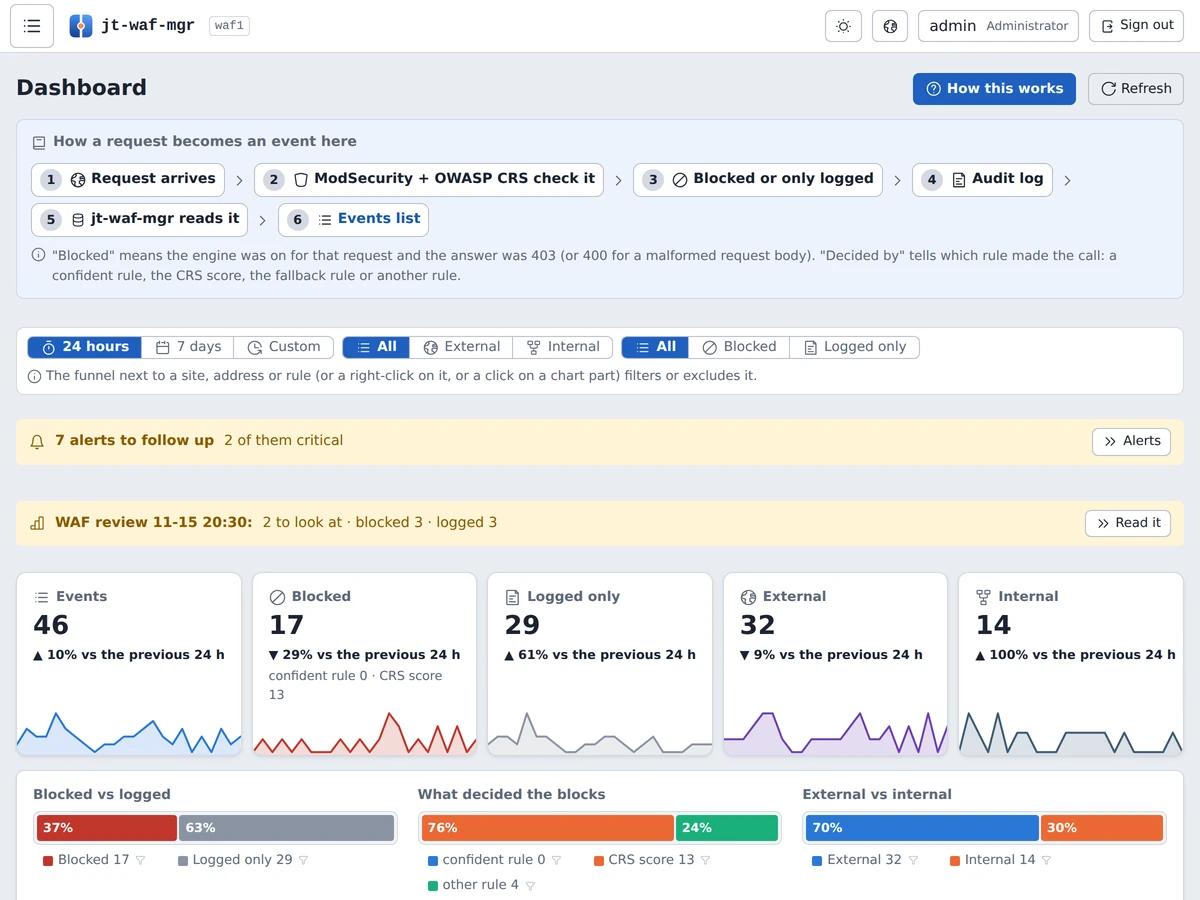 jt-waf-mgr waf1 admin Administrator Sign out
Dashboard How this works Refresh
How a request becomes an event here
1 Request arrives 2 ModSecurity + OWASP CRS check it 3 Blocked or only logged 4 Audit log
5 jt-waf-mgr reads it 6 Events list
"Blocked" means the engine was on for that request and the answer was 403 (or 400 for a malformed request body). "Decided by" tells which rule made the call: a
confident rule, the CRS score, the fallback rule or another rule.
24 hours 7 days Custom All External Internal All Blocked Logged only
The funnel next to a site, address or rule (or a right-click on it, or a click on a chart part) filters or excludes it.
7 alerts to follow up 2 of them critical Alerts
WAF review 11-15 20:30: 2 to look at · blocked 3 · logged 3 Read it
Events Blocked Logged only External Internal
46 17 29 32 14
▲ 10% vs the previous 24 h ▼ 29% vs the previous 24 h ▲ 61% vs the previous 24 h ▼ 9% vs the previous 24 h ▲ 100% vs the previous 24 h
confident rule 0 · CRS score
13
Blocked vs logged What decided the blocks External vs internal
37% 63% 76% 24% 70% 30%
Blocked 17 Logged only 29 confident rule 0 CRS score 13 External 32 Internal 14
other rule 4